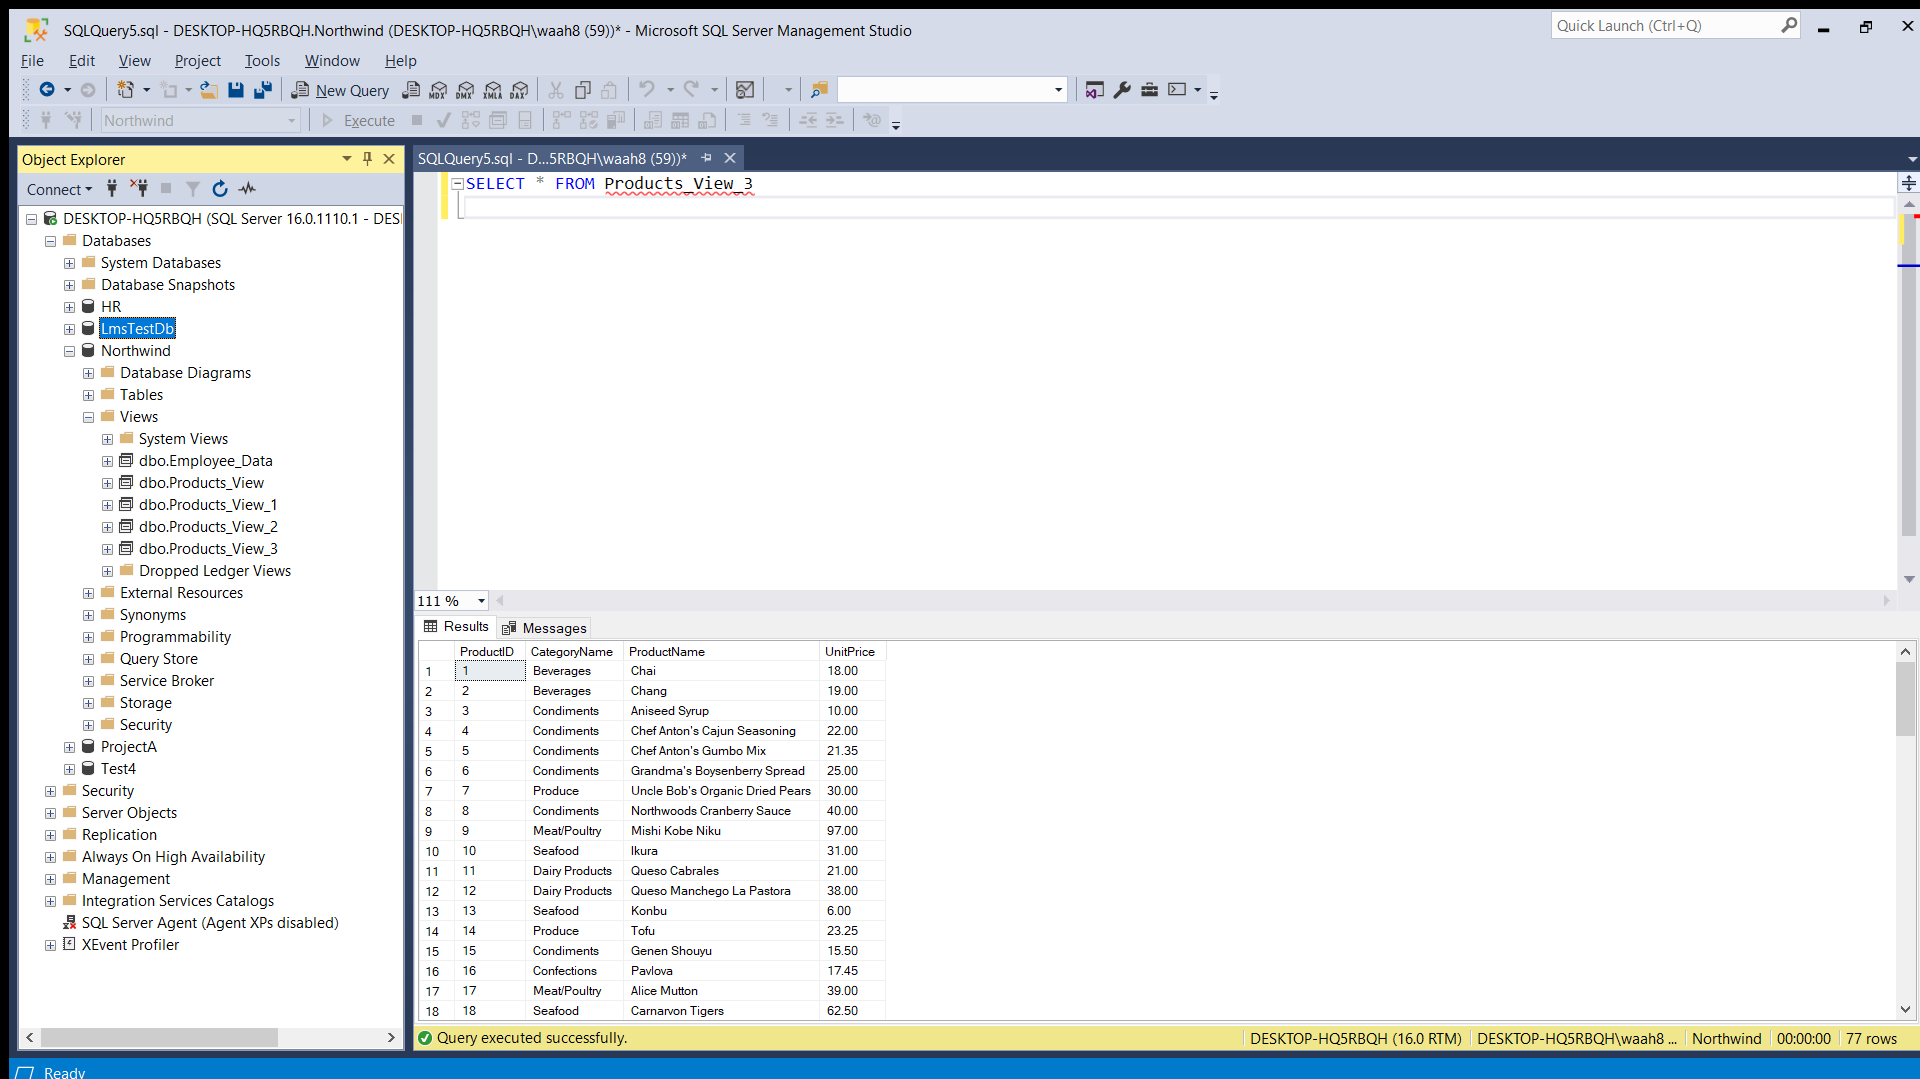 SQLQuery5.sql - DESKTOP-HQ5RBQH.Northwind (DESKTOP-HQ5RBQH\waah8 (59))* - Microsoft SQL Server Management Studio
Quick Launch (Ctrl+Q)
File Edit View Project Tools Window Help
New Query MDX DMX XMLA DAX
Northwind Execute
Object Explorer
Connect
DESKTOP-HQ5RBQH (SQL Server 16.0.1110.1 - DES
Databases
System Databases
Database Snapshots
HR
LmsTestDb
Northwind
Database Diagrams
Tables
Views
System Views
dbo.Employee_Data
dbo.Products_View
dbo.Products_View_1
dbo.Products_View_2
dbo.Products_View_3
Dropped Ledger Views
External Resources
Synonyms
Programmability
Query Store
Service Broker
Storage
Security
ProjectA
Test4
Security
Server Objects
Replication
Always On High Availability
Management
Integration Services Catalogs
SQL Server Agent (Agent XPs disabled)
XEvent Profiler
SQLQuery5.sql - D...5RBQH\waah8 (59))*
SELECT * FROM Products_View_3
111 %
Results Messages
ProductID CategoryName ProductName UnitPrice
1 1 Beverages Chai 18.00
2 2 Beverages Chang 19.00
3 3 Condiments Aniseed Syrup 10.00
4 4 Condiments Chef Anton's Cajun Seasoning 22.00
5 5 Condiments Chef Anton's Gumbo Mix 21.35
6 6 Condiments Grandma's Boysenberry Spread 25.00
7 7 Produce Uncle Bob's Organic Dried Pears 30.00
8 8 Condiments Northwoods Cranberry Sauce 40.00
9 9 Meat/Poultry Mishi Kobe Niku 97.00
10 10 Seafood Ikura 31.00
11 11 Dairy Products Queso Cabrales 21.00
12 12 Dairy Products Queso Manchego La Pastora 38.00
13 13 Seafood Konbu 6.00
14 14 Produce Tofu 23.25
15 15 Condiments Genen Shouyu 15.50
16 16 Confections Pavlova 17.45
17 17 Meat/Poultry Alice Mutton 39.00
18 18 Seafood Carnarvon Tigers 62.50
Query executed successfully. DESKTOP-HQ5RBQH (16.0 RTM) DESKTOP-HQ5RBQH\waah8 ... Northwind 00:00:00 77 rows
Ready